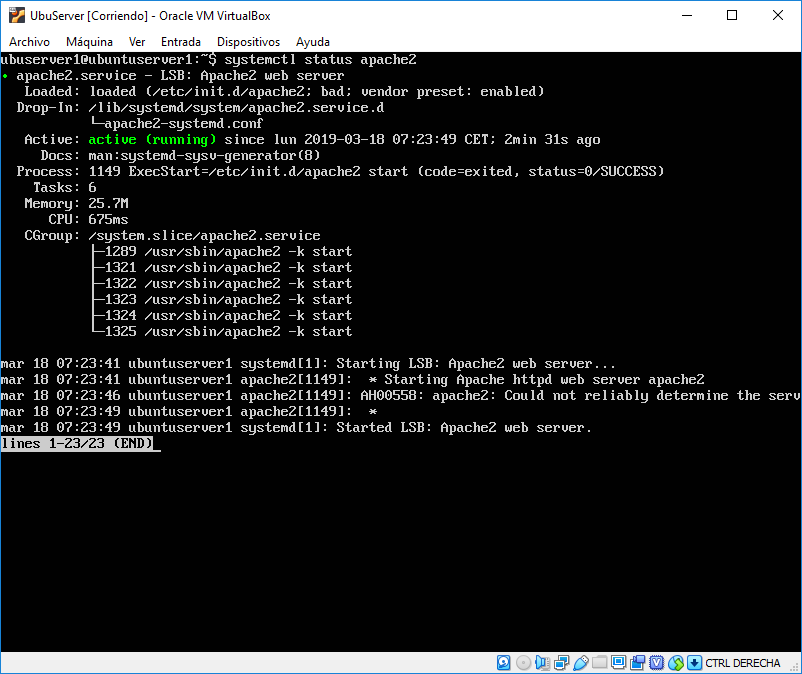 UbuServer [Corriendo] - Oracle VM VirtualBox
Archivo Máquina Ver Entrada Dispositivos Ayuda
ubuserver1@ubuntuserver1:~$ systemctl status apache2
● apache2.service - LSB: Apache2 web server
Loaded: loaded (/etc/init.d/apache2; bad; vendor preset: enabled)
Drop-In: /lib/systemd/system/apache2.service.d
└─apache2-systemd.conf
Active: active (running) since lun 2019-03-18 07:23:49 CET; 2min 31s ago
Docs: man:systemd-sysv-generator(8)
Process: 1149 ExecStart=/etc/init.d/apache2 start (code=exited, status=0/SUCCESS)
Tasks: 6
Memory: 25.7M
CPU: 675ms
CGroup: /system.slice/apache2.service
├─1289 /usr/sbin/apache2 -k start
├─1321 /usr/sbin/apache2 -k start
├─1322 /usr/sbin/apache2 -k start
├─1323 /usr/sbin/apache2 -k start
├─1324 /usr/sbin/apache2 -k start
└─1325 /usr/sbin/apache2 -k start
mar 18 07:23:41 ubuntuserver1 systemd[1]: Starting LSB: Apache2 web server...
mar 18 07:23:41 ubuntuserver1 apache2[1149]:  * Starting Apache httpd web server apache2
mar 18 07:23:46 ubuntuserver1 apache2[1149]: AH00558: apache2: Could not reliably determine the serv
mar 18 07:23:49 ubuntuserver1 apache2[1149]:  *
mar 18 07:23:49 ubuntuserver1 systemd[1]: Started LSB: Apache2 web server.
lines 1-23/23 (END)
CTRL DERECHA